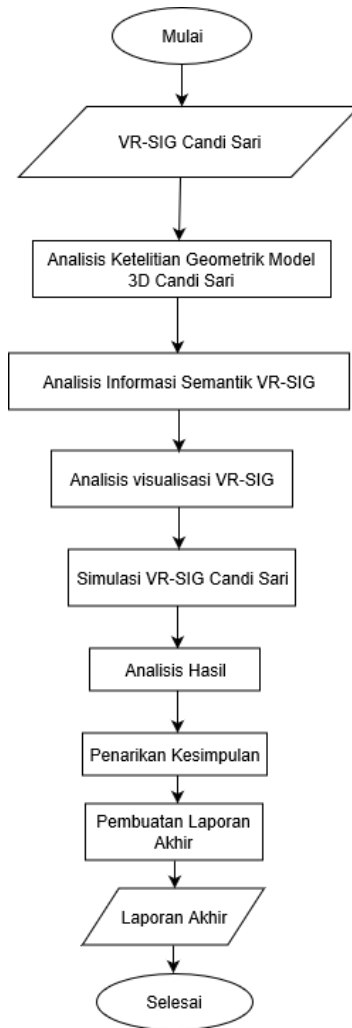 Mulai
VR-SIG Candi Sari
Analisis Ketelitian Geometrik Model
3D Candi Sari
Analisis Informasi Semantik VR-SIG
Analisis visualisasi VR-SIG
Simulasi VR-SIG Candi Sari
Analisis Hasil
Penarikan Kesimpulan
Pembuatan Laporan
Akhir
Laporan Akhir
Selesai